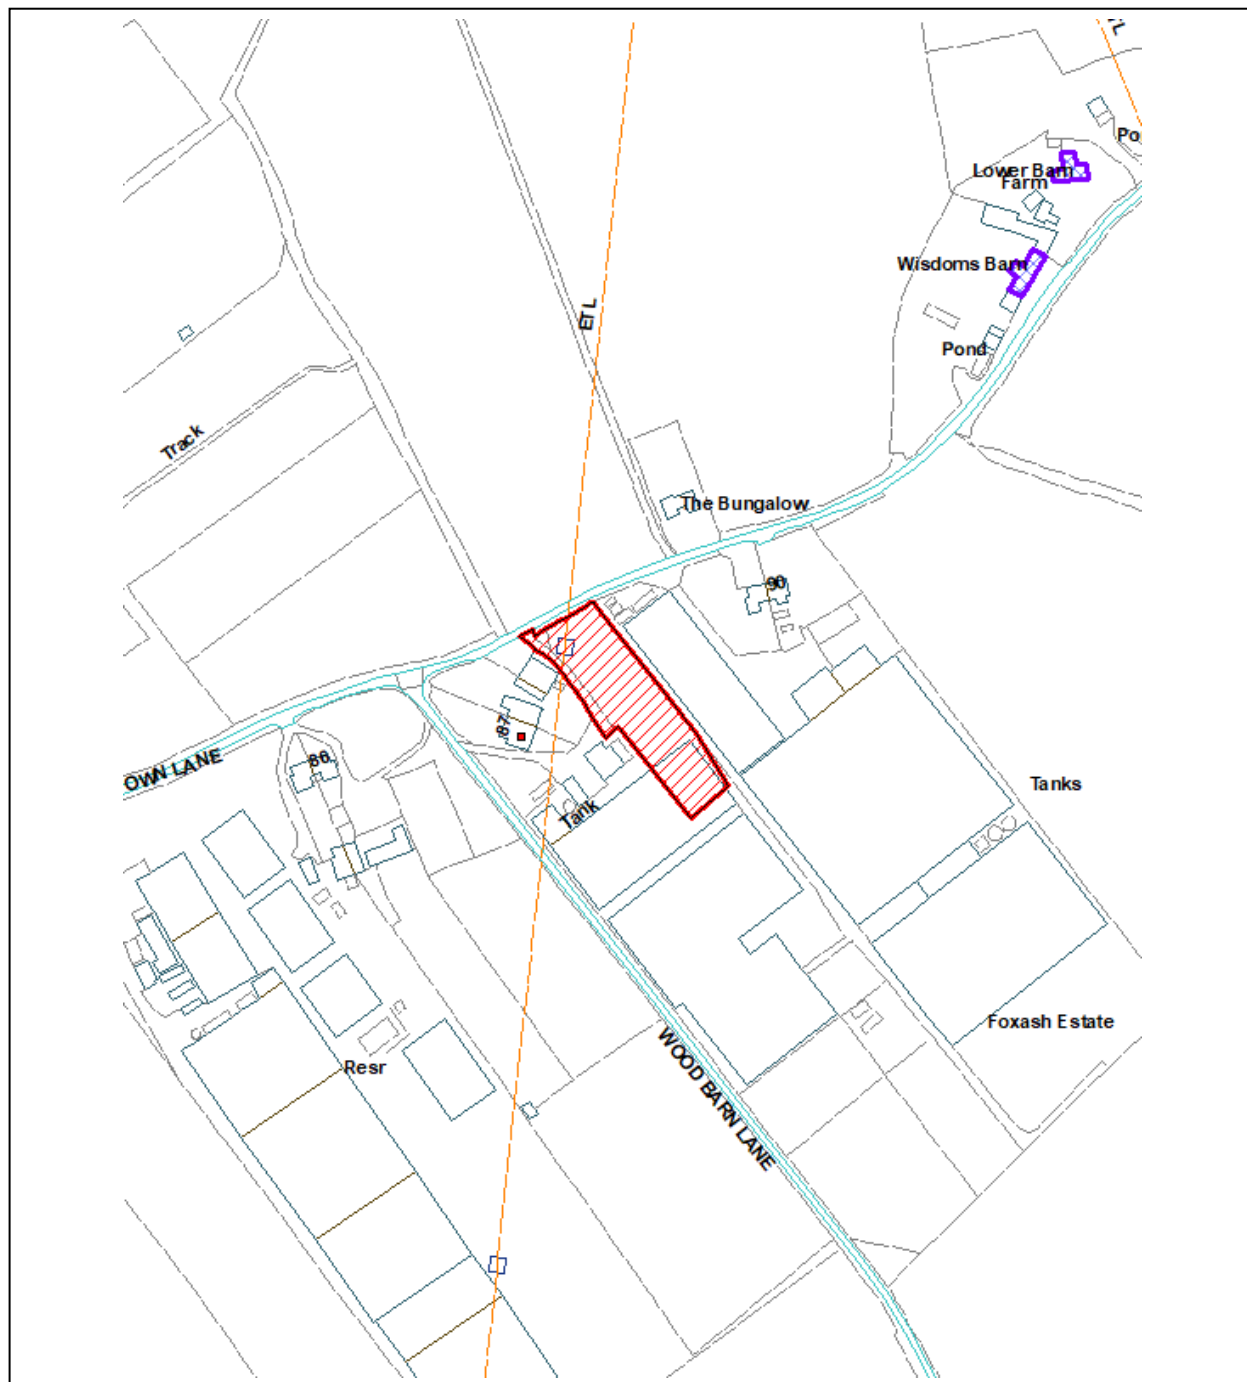 Lower Barn
Farm
Wisdoms Barn
ETL
Pond
Track
The Bungalow
90
87
86
OWN LANE
Tanks
Tank
Foxash Estate
WOOD BARN LANE
Resr